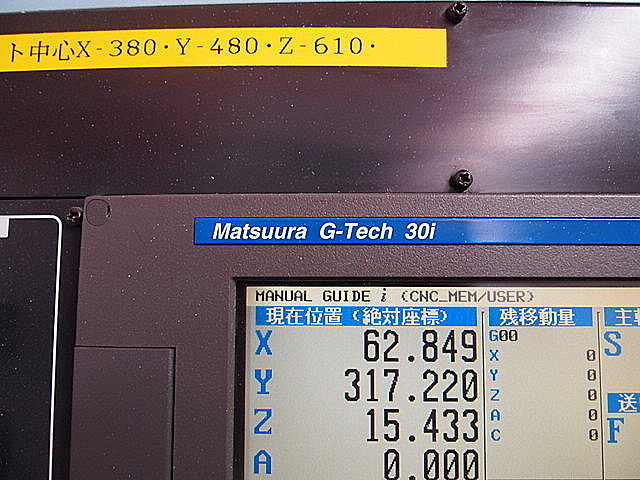 ト中心X-380・Y-480・Z-610・
Matsuura G-Tech 30i
MANUAL GUIDE i (CNC_MEM/USER)
現在位置(絶対座標)
X 62.849
Y 317.220
Z 15.433
A 0.000
残移動量
G00
X 0
Y 0
Z 0
A 0
C 0
主
S
送
F